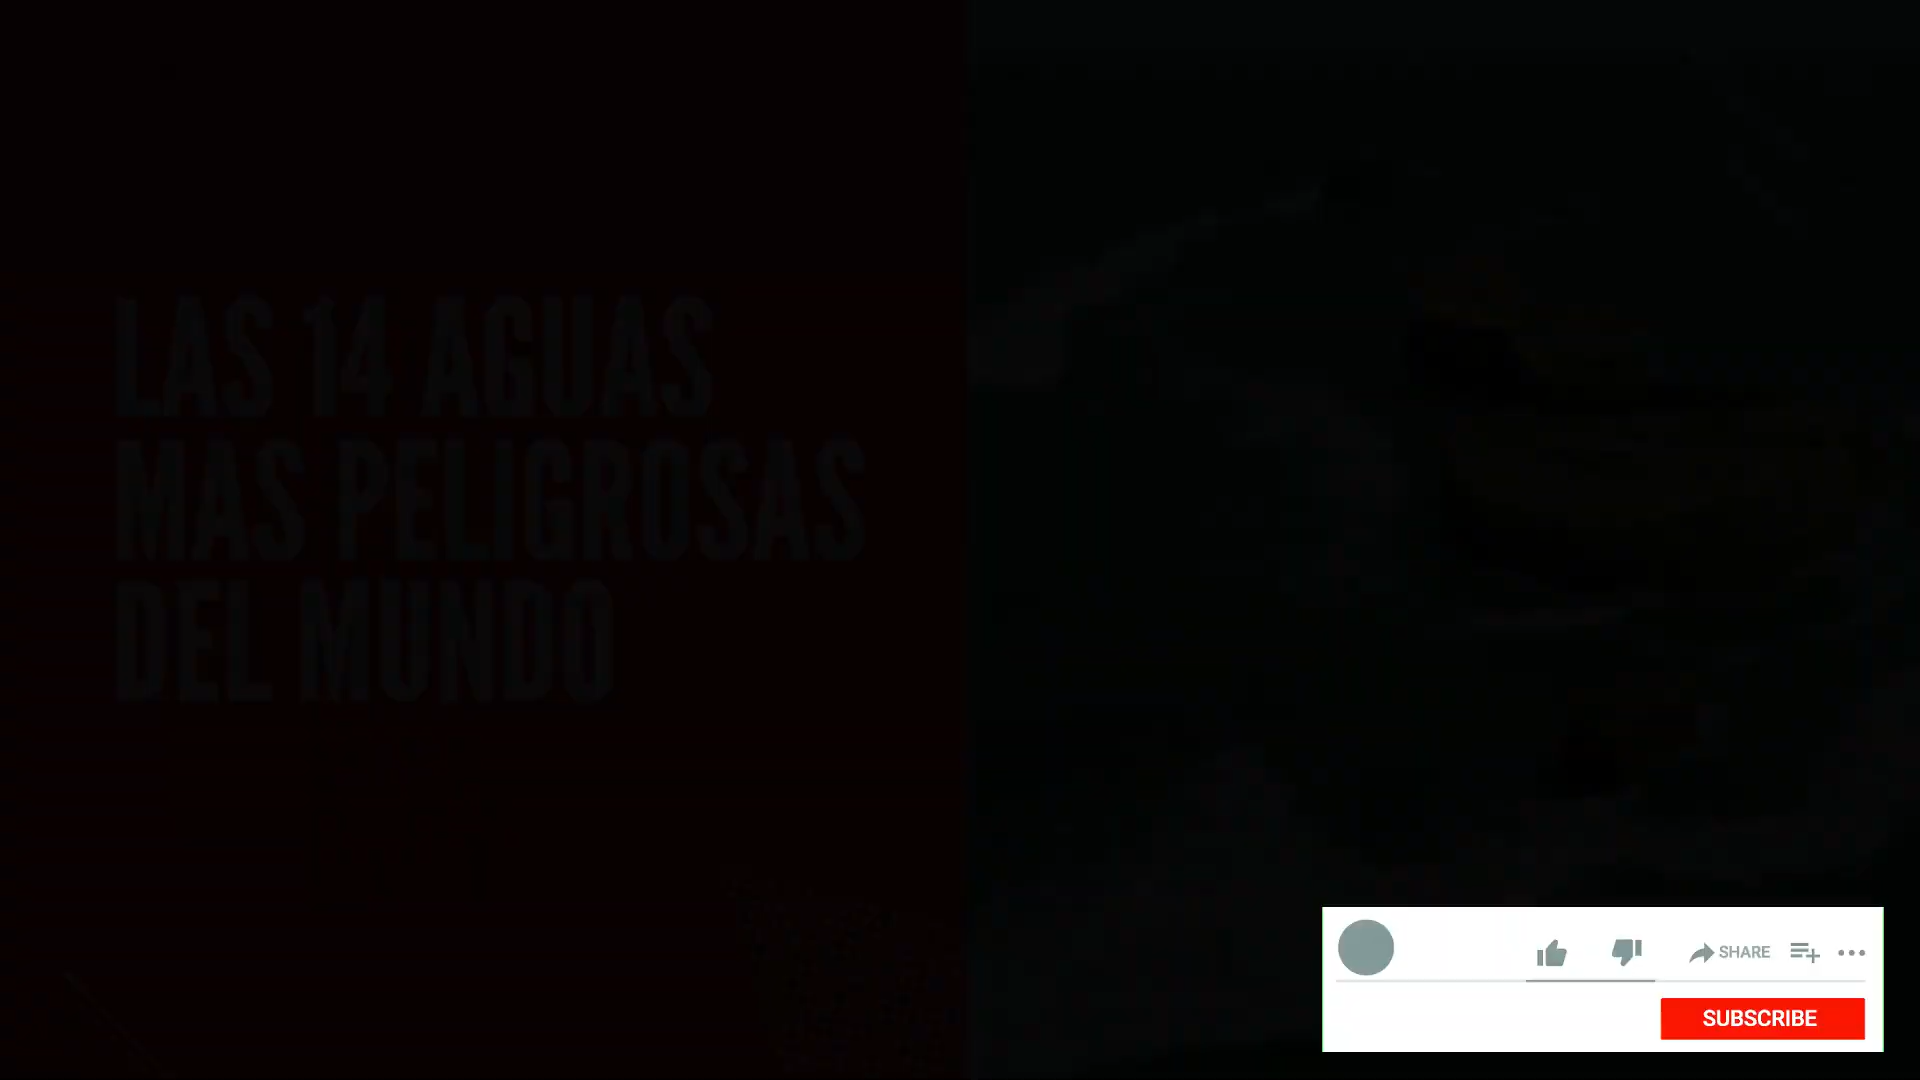 LAS 14 AGUAS
MAS PELIGROSAS
DEL MUNDO
SHARE
SUBSCRIBE